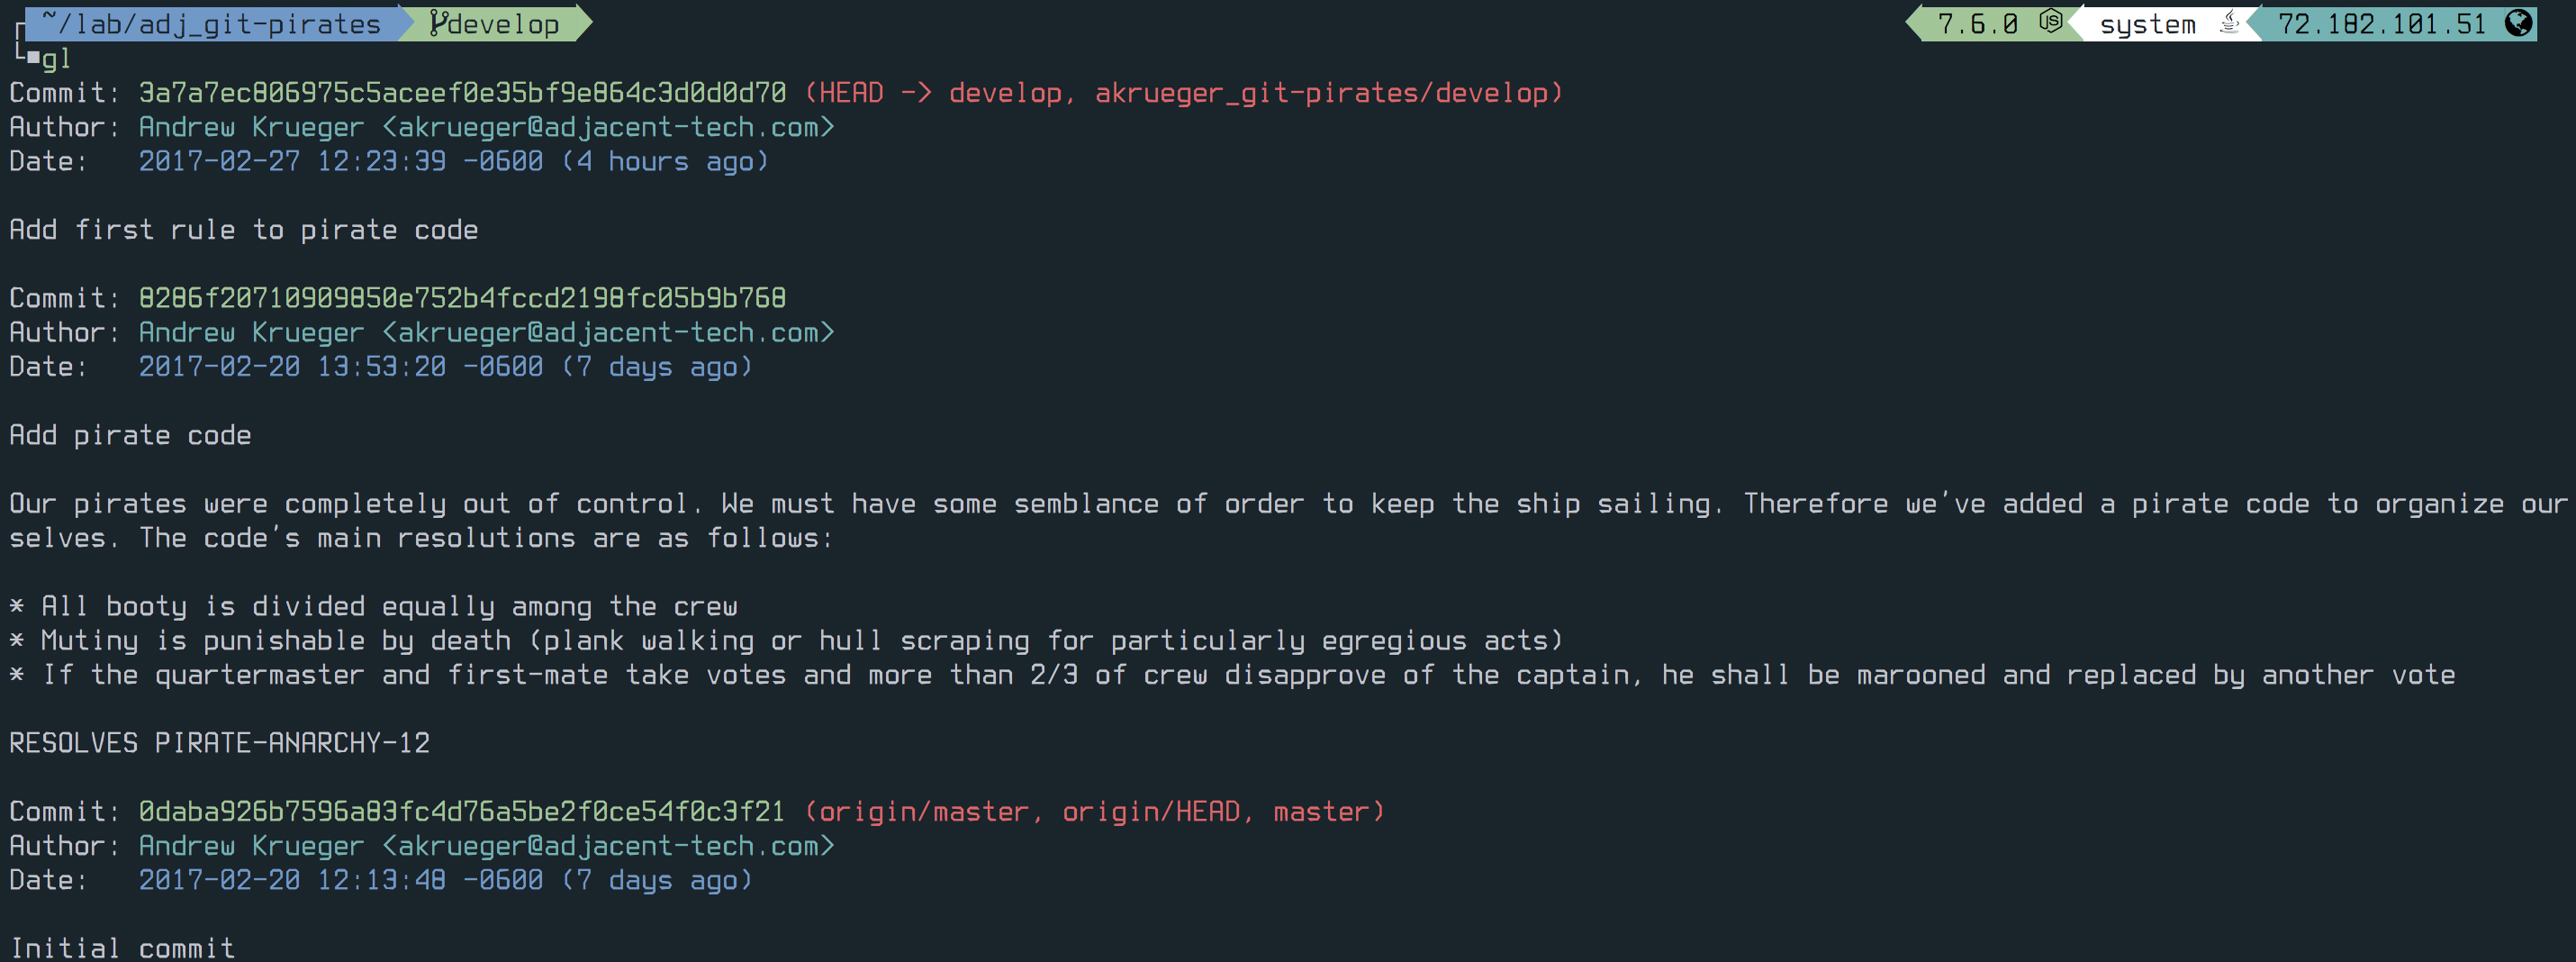 ~/lab/adj_git-pirates develop 7.6.0 JS system 72.182.101.51
gl
Commit: 3a7a7ec806975c5aceef0e35bf9e864c3d0d0d70 (HEAD -> develop, akrueger_git-pirates/develop)
Author: Andrew Krueger <akrueger@adjacent-tech.com>
Date:   2017-02-27 12:23:39 -0600 (4 hours ago)
Add first rule to pirate code
Commit: 8286f20710909850e752b4fccd2198fc05b9b768
Author: Andrew Krueger <akrueger@adjacent-tech.com>
Date:   2017-02-20 13:53:20 -0600 (7 days ago)
Add pirate code
Our pirates were completely out of control. We must have some semblance of order to keep the ship sailing. Therefore we've added a pirate code to organize our
selves. The code's main resolutions are as follows:
* All booty is divided equally among the crew
* Mutiny is punishable by death (plank walking or hull scraping for particularly egregious acts)
* If the quartermaster and first-mate take votes and more than 2/3 of crew disapprove of the captain, he shall be marooned and replaced by another vote
RESOLVES PIRATE-ANARCHY-12
Commit: 0daba926b7596a83fc4d76a5be2f0ce54f0c3f21 (origin/master, origin/HEAD, master)
Author: Andrew Krueger <akrueger@adjacent-tech.com>
Date:   2017-02-20 12:13:48 -0600 (7 days ago)
Initial commit